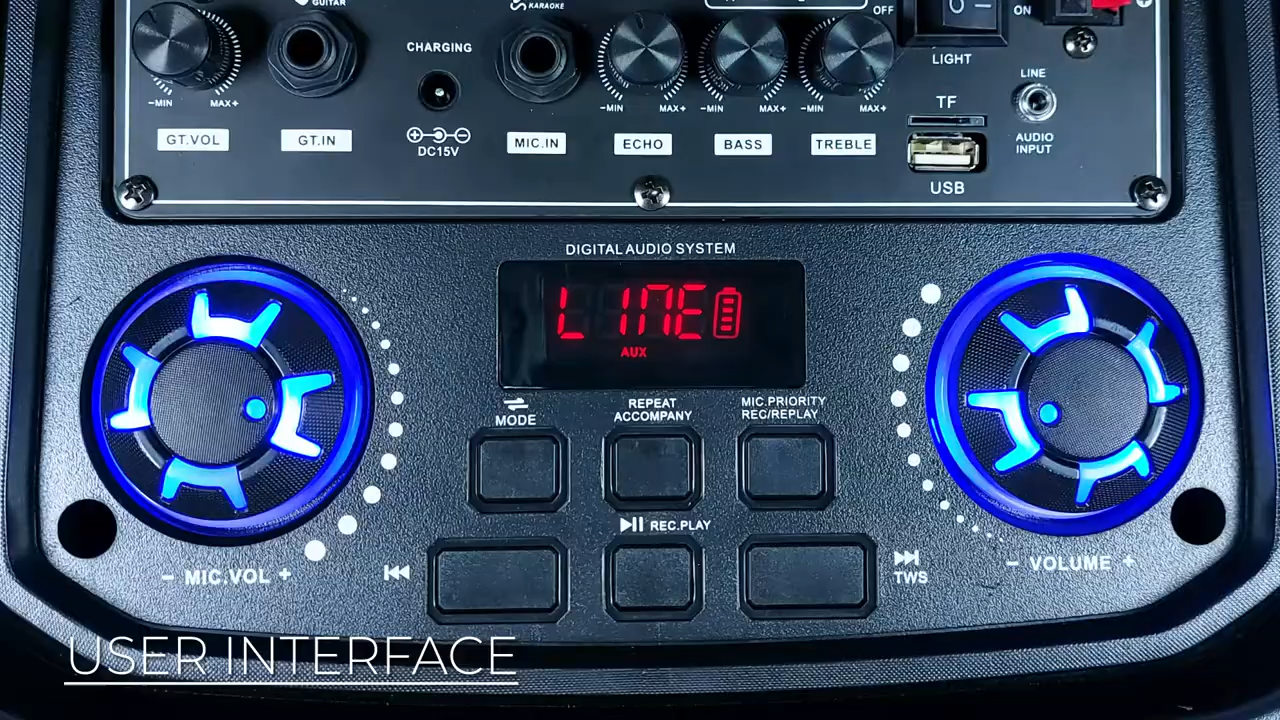 GUITAR
KARAOKE
OFF
ON
CHARGING
LIGHT
LINE
-MIN MAX+
-MIN MAX+
-MIN MAX+
-MIN MAX+
TF
GT.VOL
GT.IN
DC15V
MIC.IN
ECHO
BASS
TREBLE
AUDIO
INPUT
USB
DIGITAL AUDIO SYSTEM
LINE
AUX
MODE
REPEAT
ACCOMPANY
MIC.PRIORITY
REC/REPLAY
REC.PLAY
- MIC.VOL +
TWS
- VOLUME +
USER INTERFACE